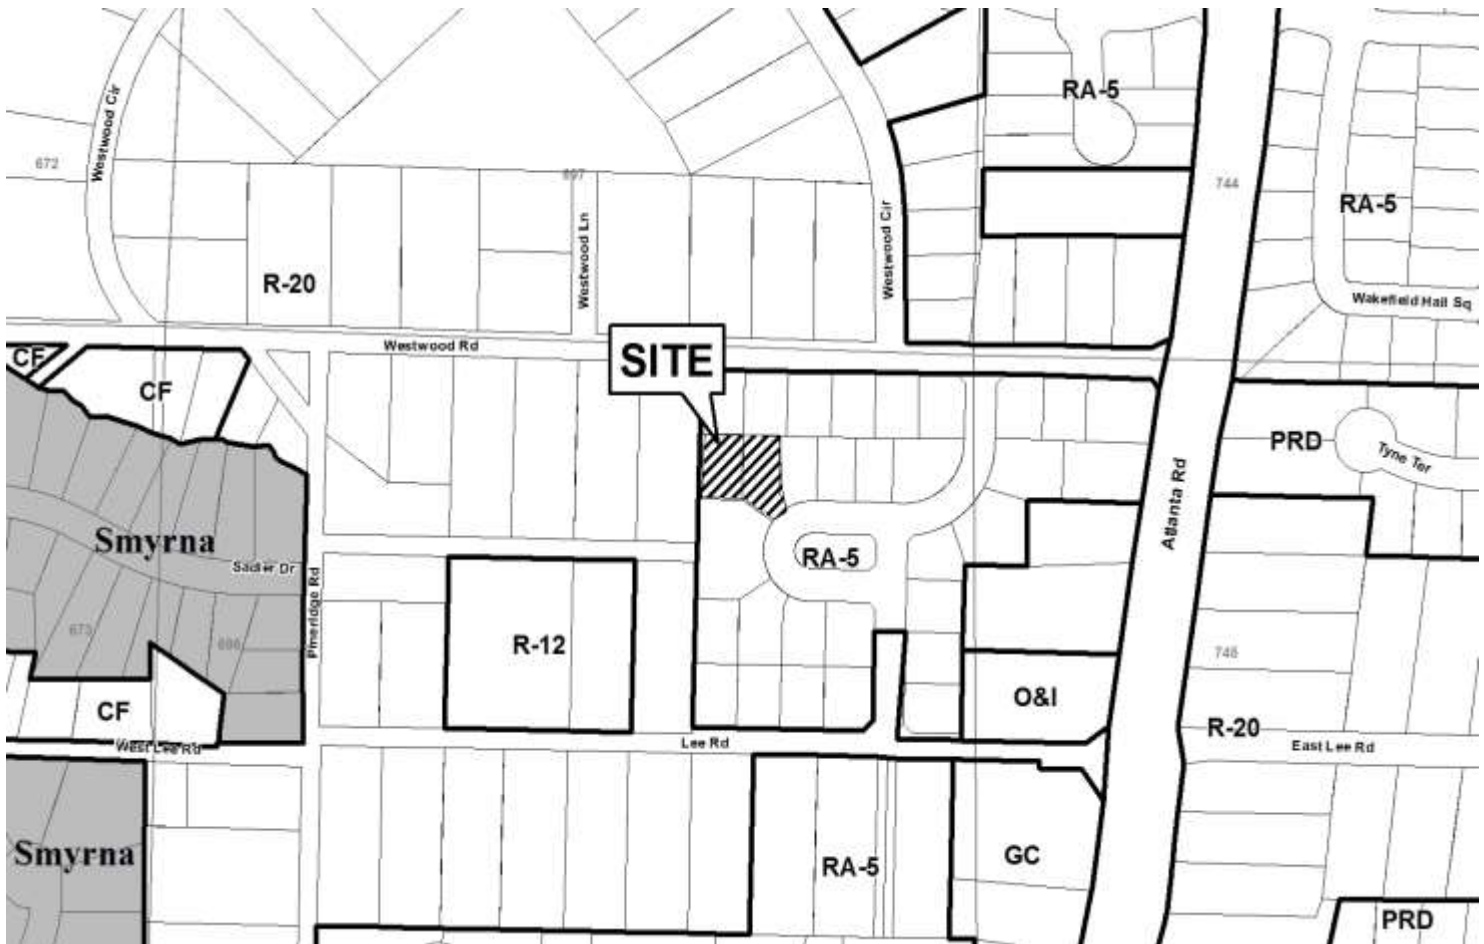 RA-5
Westwood Cir
672
697
744
RA-5
Westwood Ln
Westwood Cir
R-20
Wakefield Hall Sq
Westwood Rd
CF
SITE
CF
PRD
Tyne Ter
Atlanta Rd
Smyrna
RA-5
Sadler Dr
Pineridge Rd
673
696
R-12
745
CF
O&I
R-20
West Lee Rd
Lee Rd
East Lee Rd
Smyrna
RA-5
GC
PRD